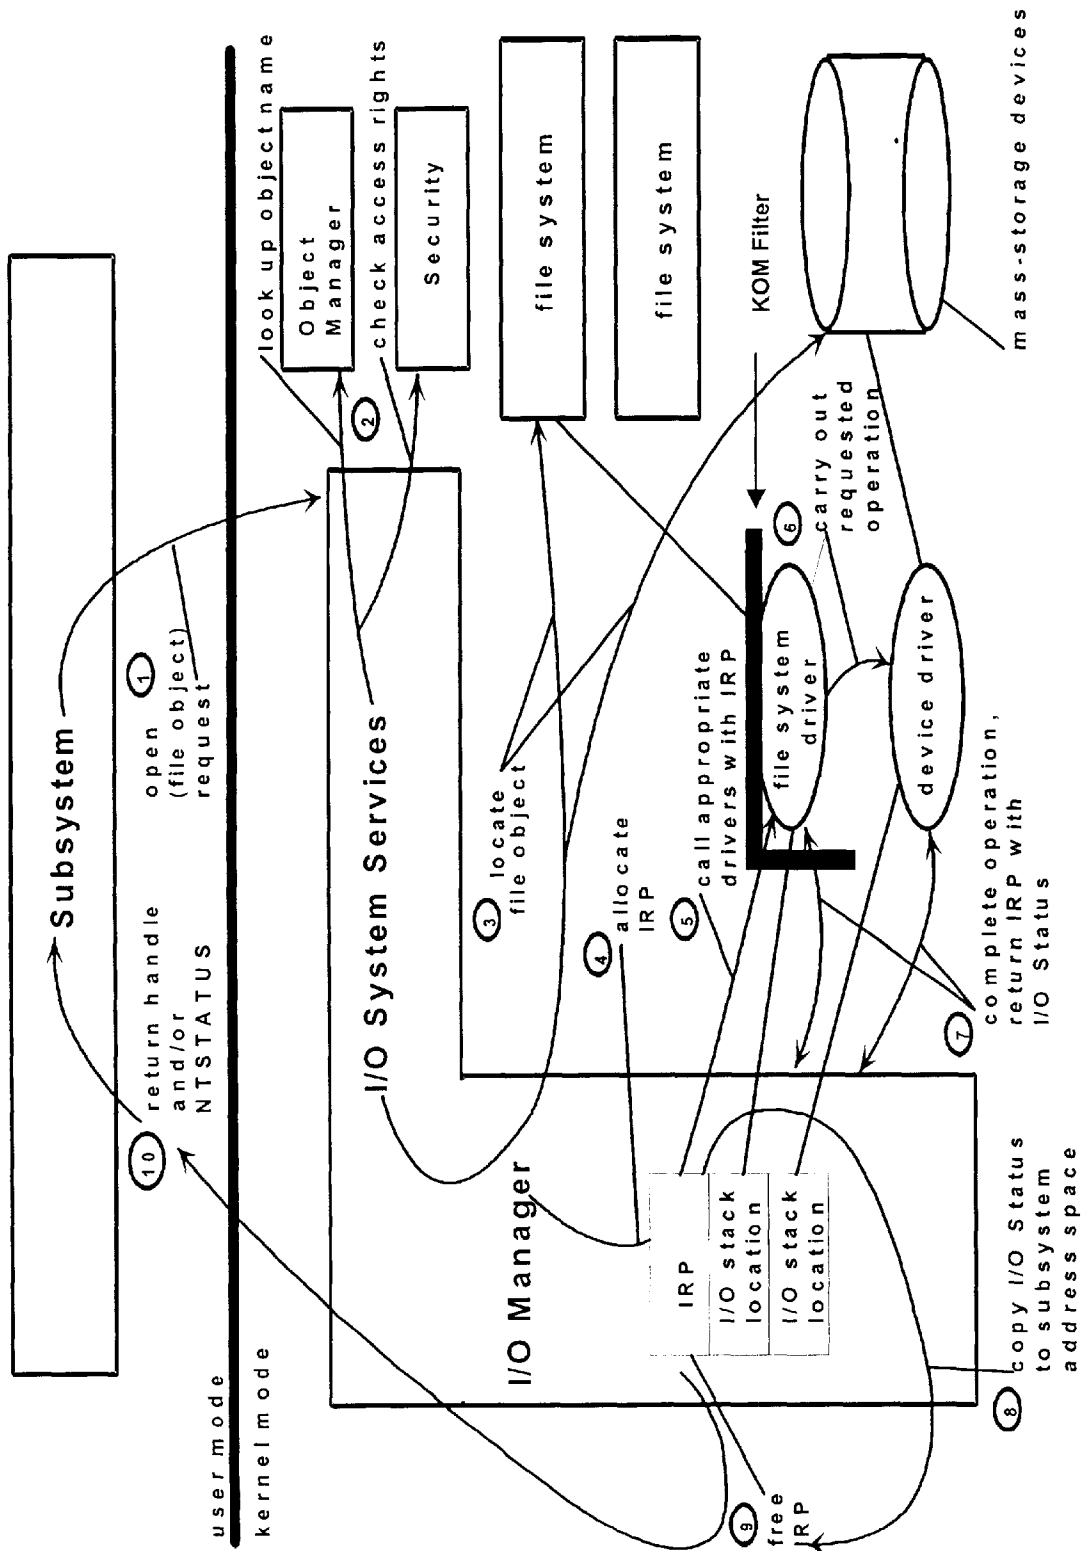 Subsystem
1
open
(file object)
request
10
return handle
and/or
NTSTATUS
user mode
kernel mode
look up object name
Object
Manager
2
check access rights
Security
I/O System Services
I/O Manager
3
locate
file object
file system
file system
4
allocate
IRP
5
call appropriate
drivers with IRP
KOM Filter
6
carry out
requested
operation
file system
driver
device driver
mass-storage devices
IRP
I/O stack
location
I/O stack
location
7
complete operation,
return IRP with
I/O Status
8
copy I/O Status
to subsystem
address space
9
free
IRP